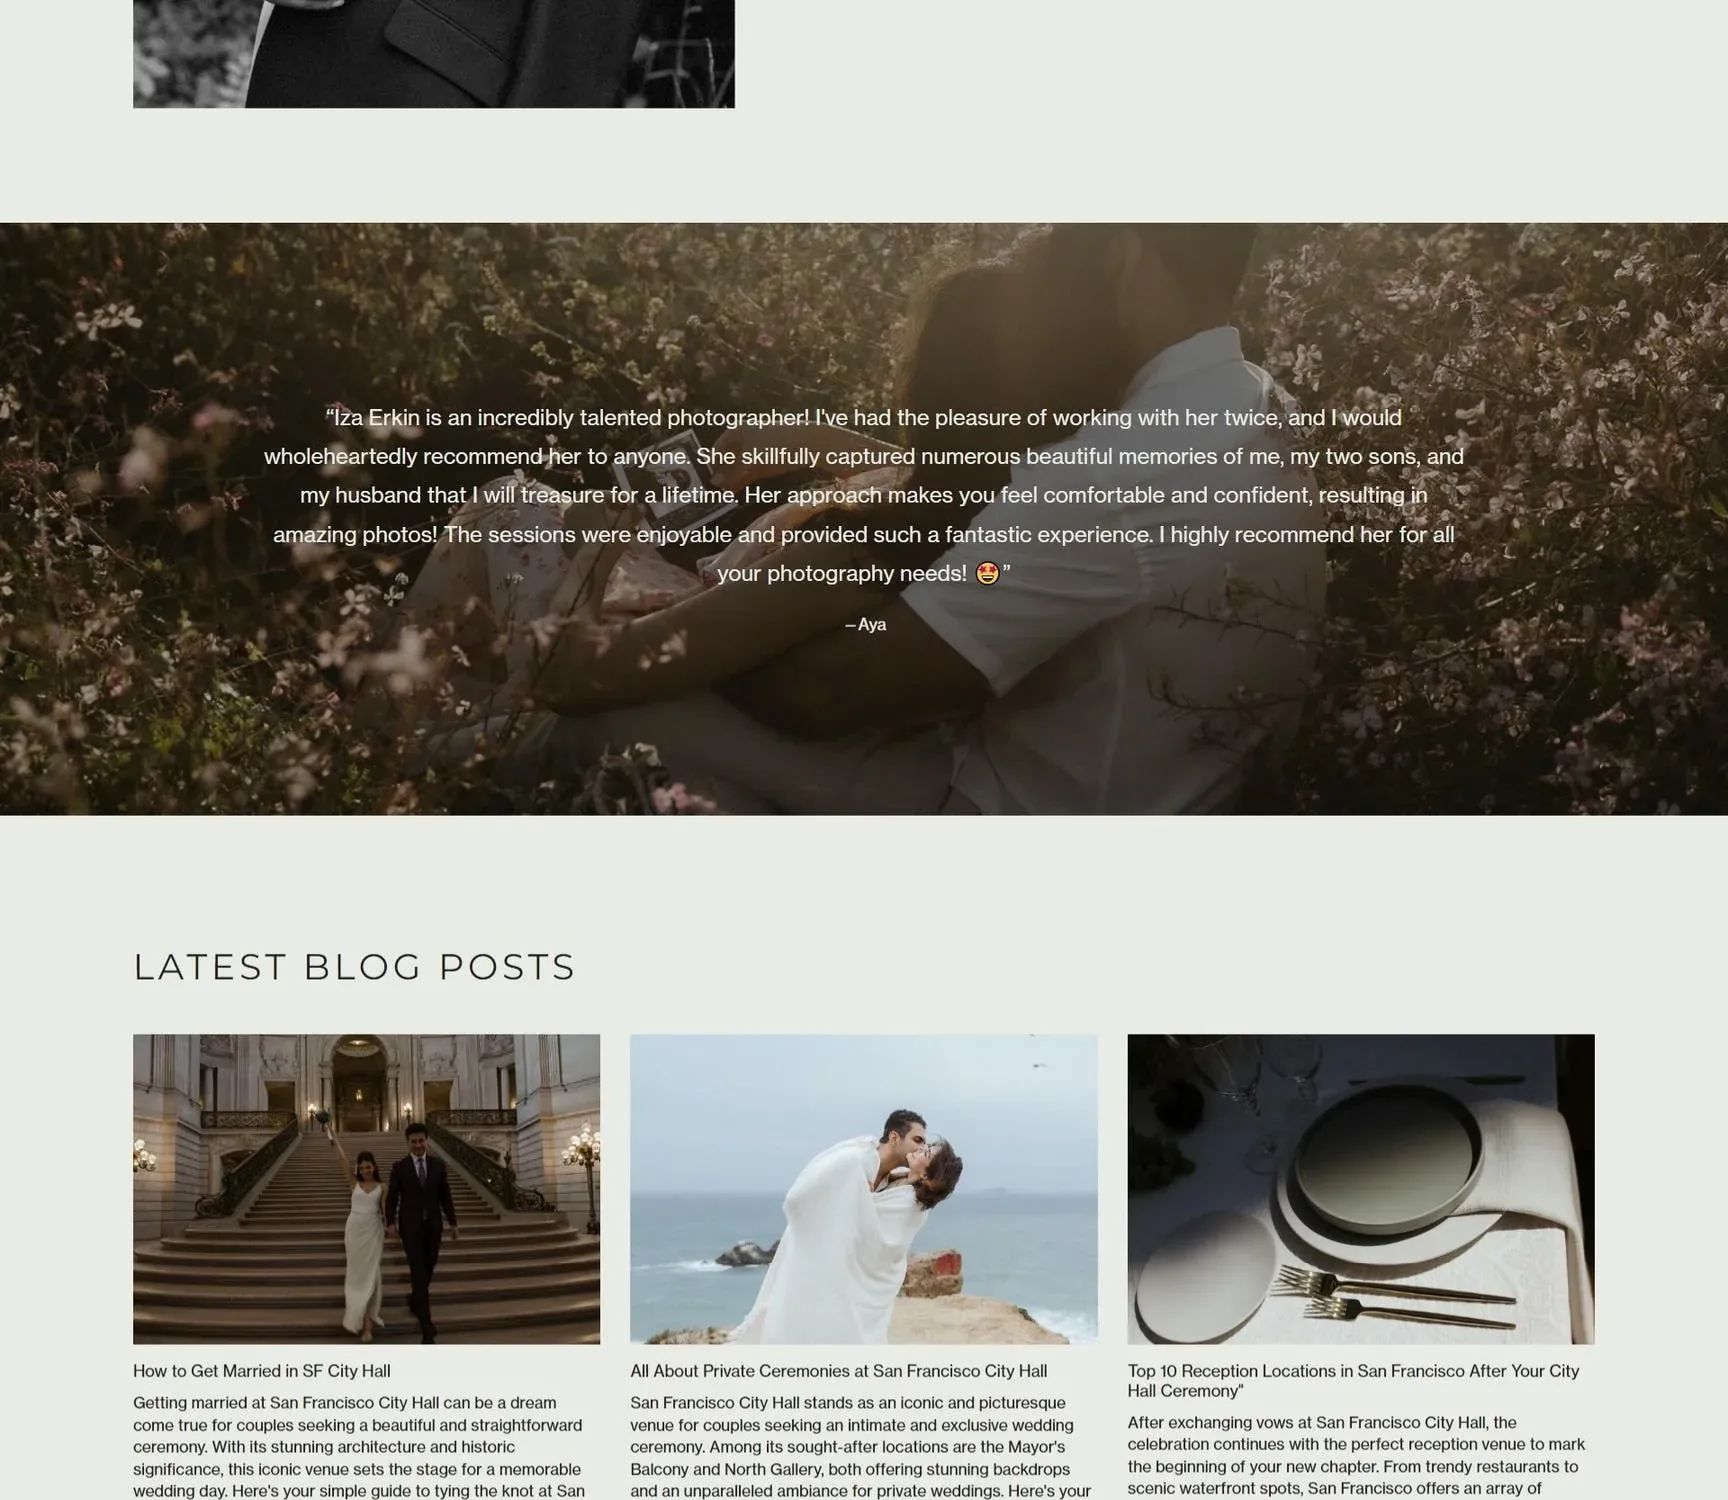 “Iza Erkin is an incredibly talented photographer! I've had the pleasure of working with her twice, and I would
wholeheartedly recommend her to anyone. She skillfully captured numerous beautiful memories of me, my two sons, and
my husband that I will treasure for a lifetime. Her approach makes you feel comfortable and confident, resulting in
amazing photos! The sessions were enjoyable and provided such a fantastic experience. I highly recommend her for all
your photography needs! 🤩”
—Aya
LATEST BLOG POSTS
How to Get Married in SF City Hall
Getting married at San Francisco City Hall can be a dream
come true for couples seeking a beautiful and straightforward
ceremony. With its stunning architecture and historic
significance, this iconic venue sets the stage for a memorable
wedding day. Here's your simple guide to tying the knot at San
All About Private Ceremonies at San Francisco City Hall
San Francisco City Hall stands as an iconic and picturesque
venue for couples seeking an intimate and exclusive wedding
ceremony. Among its sought-after locations are the Mayor's
Balcony and North Gallery, both offering stunning backdrops
and an unparalleled ambiance for private weddings. Here's your
Top 10 Reception Locations in San Francisco After Your City
Hall Ceremony"
After exchanging vows at San Francisco City Hall, the
celebration continues with the perfect reception venue to mark
the beginning of your new chapter. From trendy restaurants to
scenic waterfront spots, San Francisco offers an array of